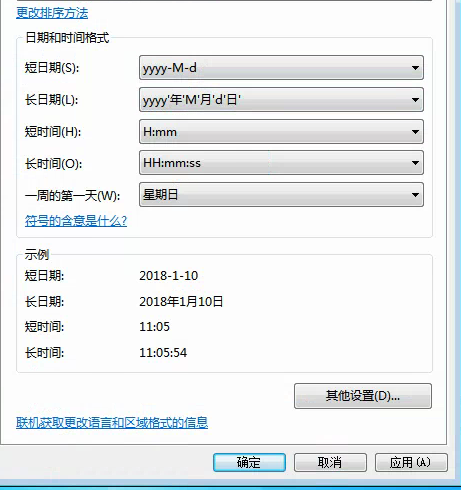 更改排序方法
日期和时间格式
短日期(S): yyyy-M-d
长日期(L): yyyy'年'M'月'd'日'
短时间(H): H:mm
长时间(O): HH:mm:ss
一周的第一天(W): 星期日
符号的含意是什么?
示例
短日期: 2018-1-10
长日期: 2018年1月10日
短时间: 11:05
长时间: 11:05:54
其他设置(D)...
联机获取更改语言和区域格式的信息
确定 取消 应用(A)